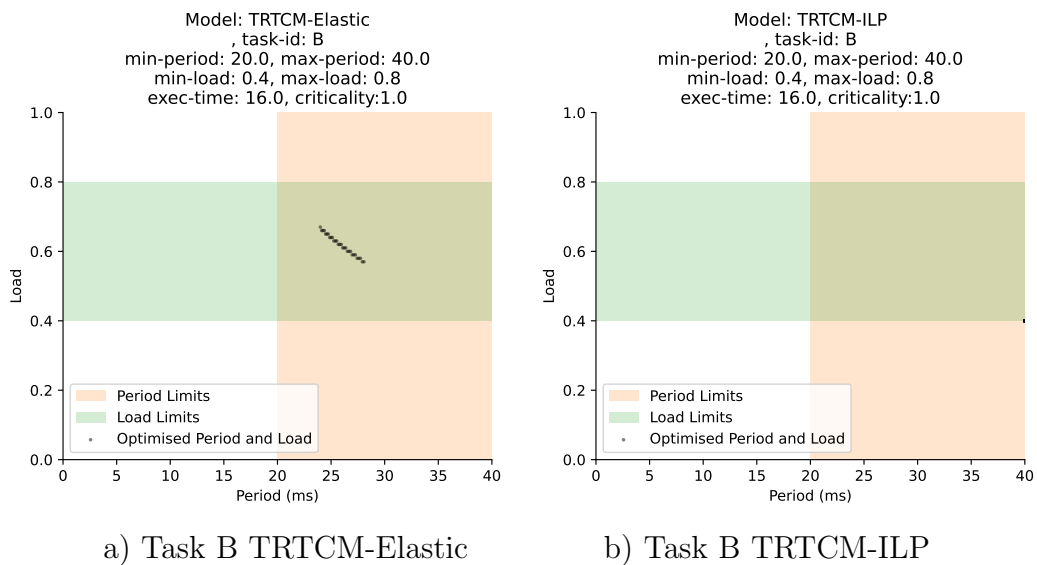 Model: TRTCM-Elastic
, task-id: B
min-period: 20.0, max-period: 40.0
min-load: 0.4, max-load: 0.8
exec-time: 16.0, criticality:1.0
1.0
0.8
0.6
0.4
0.2
0.0
Load
Period Limits
Load Limits
Optimised Period and Load
0 5 10 15 20 25 30 35 40
Period (ms)
a) Task B TRTCM-Elastic
Model: TRTCM-ILP
, task-id: B
min-period: 20.0, max-period: 40.0
min-load: 0.4, max-load: 0.8
exec-time: 16.0, criticality:1.0
1.0
0.8
0.6
0.4
0.2
0.0
Load
Period Limits
Load Limits
Optimised Period and Load
0 5 10 15 20 25 30 35 40
Period (ms)
b) Task B TRTCM-ILP